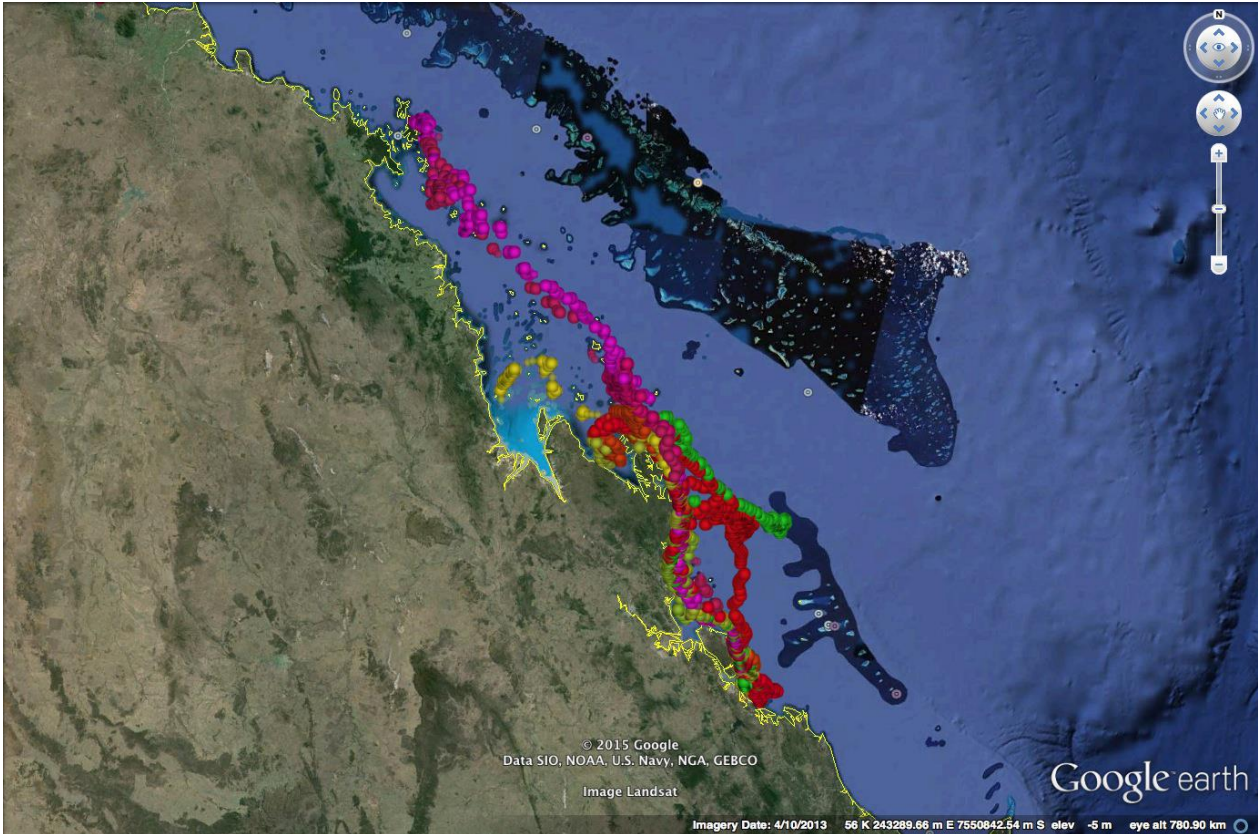 N
© 2015 Google
Data SIO, NOAA, U.S. Navy, NGA, GEBCO
Image Landsat
Google earth
Imagery Date: 4/10/2013 56 K 243289.66 m E 7550842.54 m S elev -5 m eye alt 780.90 km